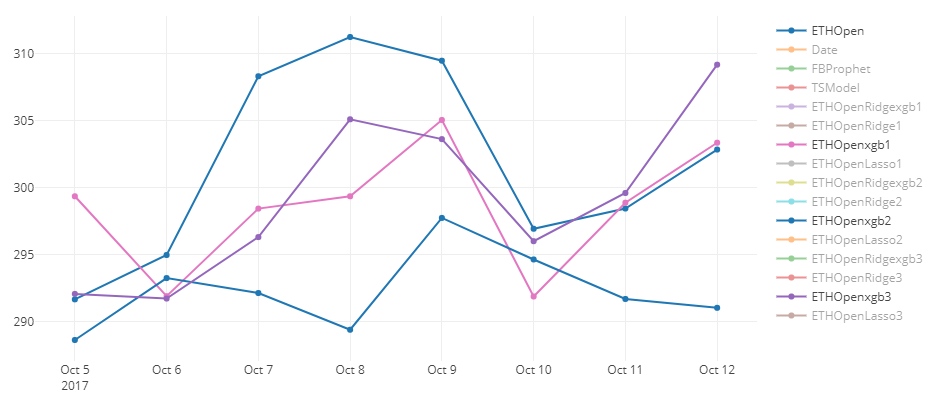 310
305
300
295
290
Oct 5
2017
Oct 6
Oct 7
Oct 8
Oct 9
Oct 10
Oct 11
Oct 12
ETHOpen
Date
FBProphet
TSModel
ETHOpenRidgexgb1
ETHOpenRidge1
ETHOpenxgb1
ETHOpenLasso1
ETHOpenRidgexgb2
ETHOpenRidge2
ETHOpenxgb2
ETHOpenLasso2
ETHOpenRidgexgb3
ETHOpenRidge3
ETHOpenxgb3
ETHOpenLasso3